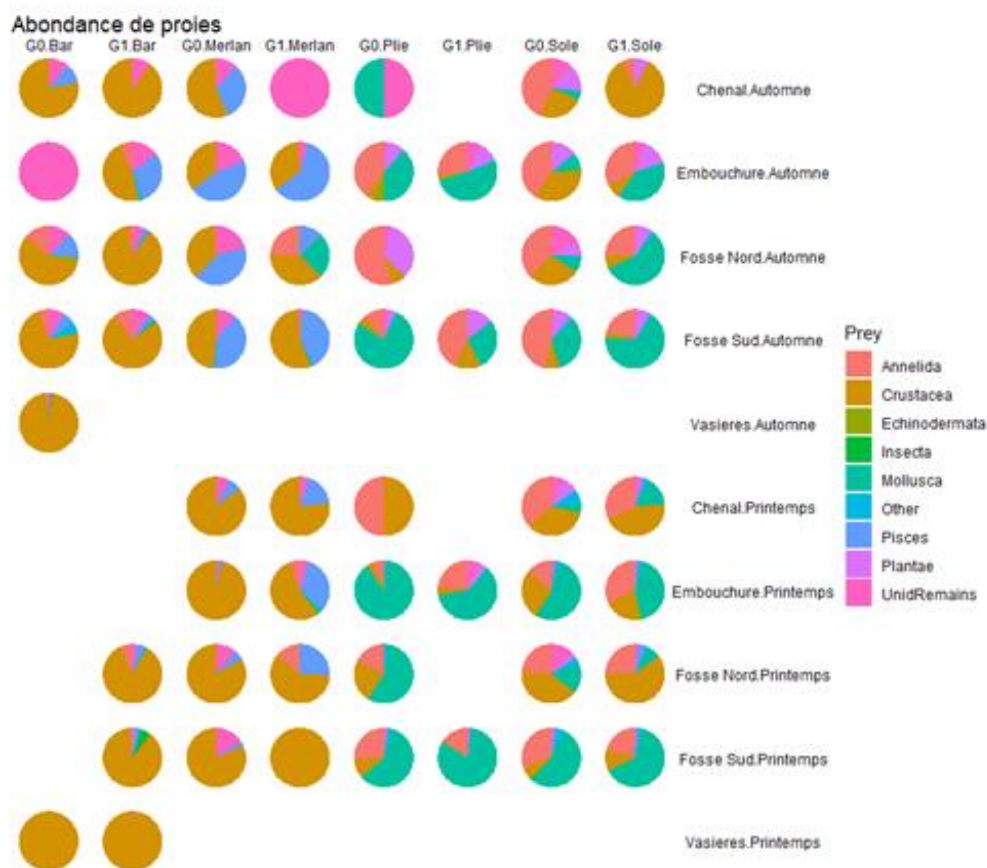 Abondance de proies
G0.Bar G1.Bar G0.Merlan G1.Merlan G0.Plie G1.Plie G0.Sole G1.Sole
Chenal.Automne
Embouchure.Automne
Fosse Nord.Automne
Fosse Sud.Automne
Vasieres.Automne
Chenal.Printemps
Embouchure.Printemps
Fosse Nord.Printemps
Fosse Sud.Printemps
Vasieres.Printemps
Prey
Annelida
Crustacea
Echinodermata
Insecta
Mollusca
Other
Pisces
Plantae
UnidRemains